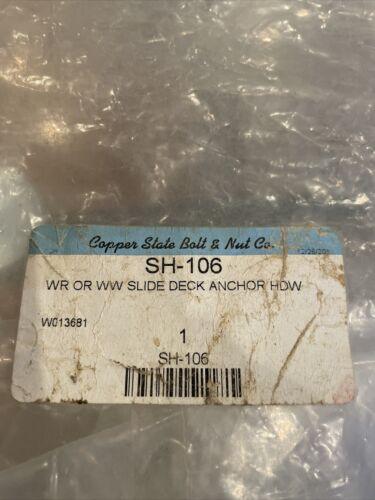 Copper State Bolt & Nut Co.
SH-106
WR OR WW SLIDE DECK ANCHOR HDW
W013681
1
SH-106